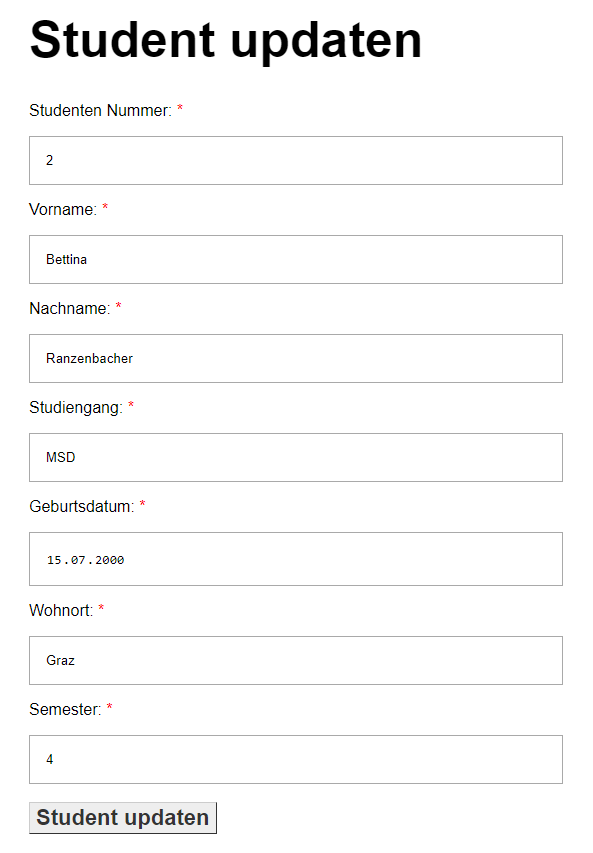 Student updaten
Studenten Nummer: *
2
Vorname: *
Bettina
Nachname: *
Ranzenbacher
Studiengang: *
MSD
Geburtsdatum: *
15.07.2000
Wohnort: *
Graz
Semester: *
4
Student updaten